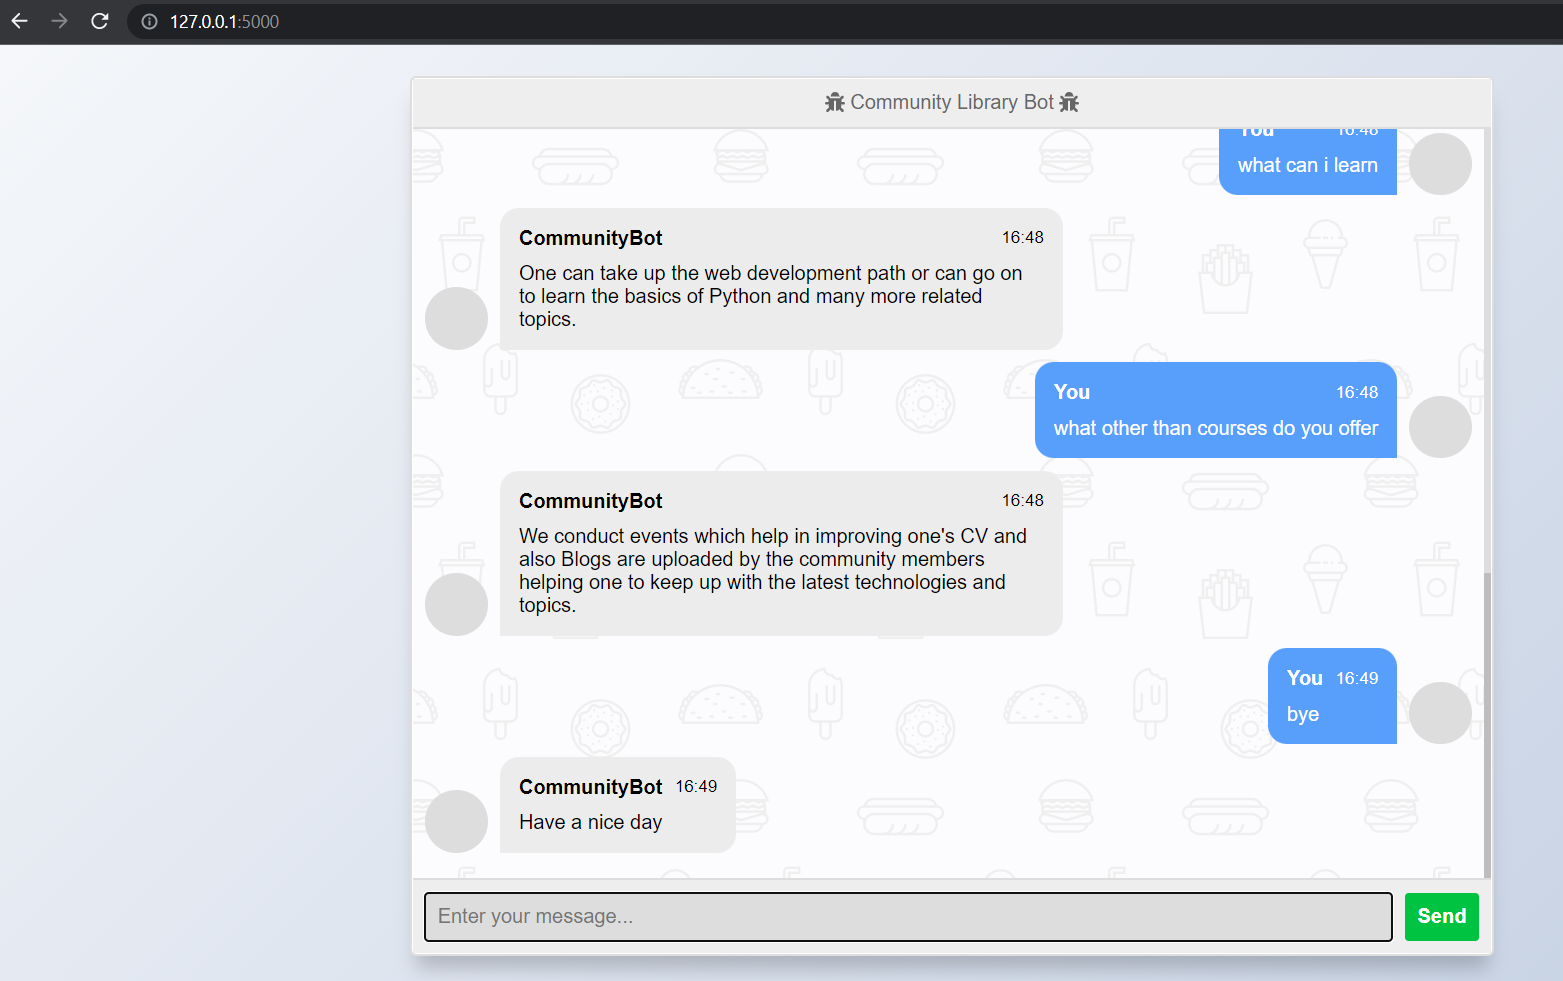 127.0.0.1:5000
Community Library Bot
You 16:48
what can i learn
CommunityBot 16:48
One can take up the web development path or can go on
to learn the basics of Python and many more related
topics.
You 16:48
what other than courses do you offer
CommunityBot 16:48
We conduct events which help in improving one's CV and
also Blogs are uploaded by the community members
helping one to keep up with the latest technologies and
topics.
You 16:49
bye
CommunityBot 16:49
Have a nice day
Enter your message...
Send